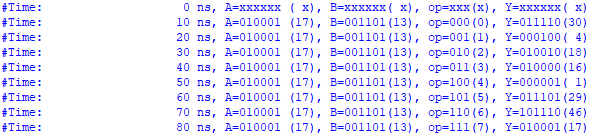 #Time: 0 ns, A=xxxxxx ( x), B=xxxxxx( x), op=xxx(x), Y=xxxxxx( x)
#Time: 10 ns, A=010001 (17), B=001101(13), op=000(0), Y=011110(30)
#Time: 20 ns, A=010001 (17), B=001101(13), op=001(1), Y=000100( 4)
#Time: 30 ns, A=010001 (17), B=001101(13), op=010(2), Y=010010(18)
#Time: 40 ns, A=010001 (17), B=001101(13), op=011(3), Y=010000(16)
#Time: 50 ns, A=010001 (17), B=001101(13), op=100(4), Y=000001( 1)
#Time: 60 ns, A=010001 (17), B=001101(13), op=101(5), Y=011101(29)
#Time: 70 ns, A=010001 (17), B=001101(13), op=110(6), Y=101110(46)
#Time: 80 ns, A=010001 (17), B=001101(13), op=111(7), Y=010001(17)